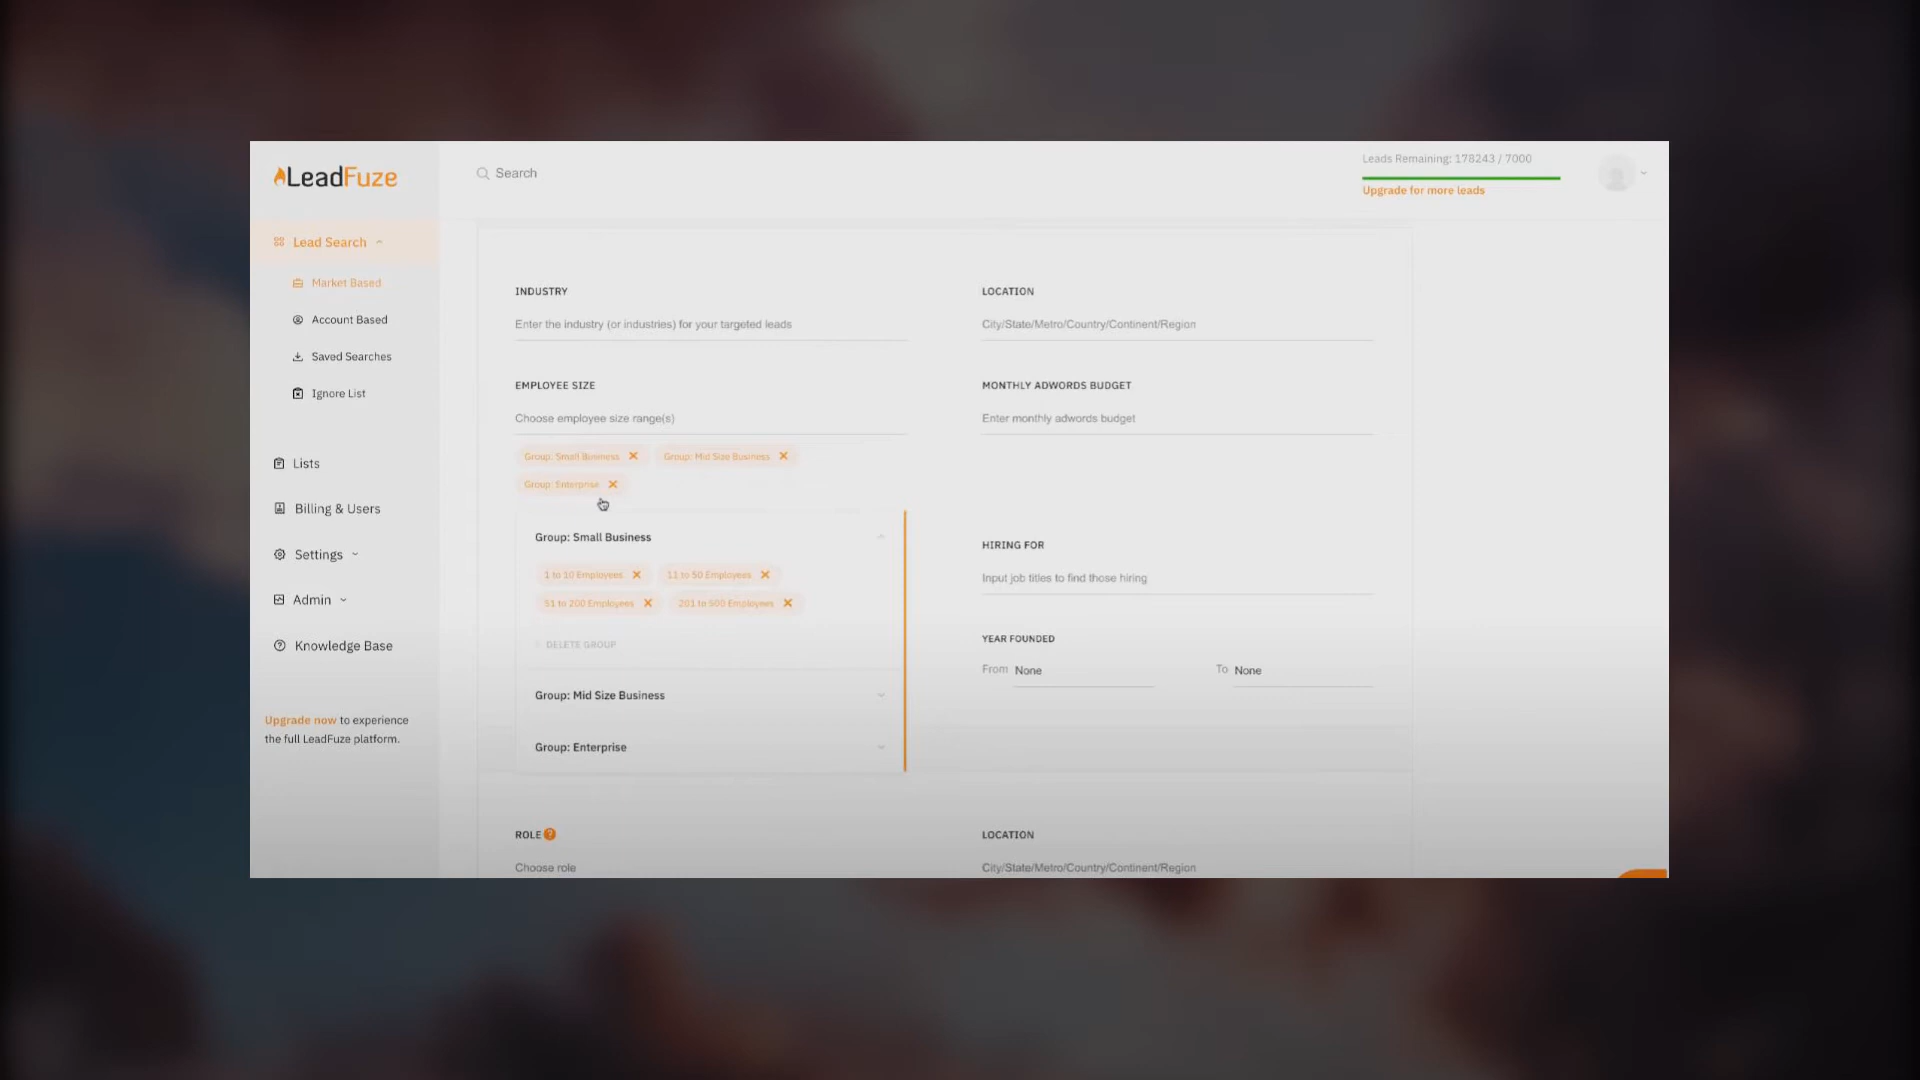 LeadFuze
Search
Leads Remaining: 178243 / 7000
Upgrade for more leads
Lead Search
Market Based
Account Based
Saved Searches
Ignore List
Lists
Billing & Users
Settings
Admin
Knowledge Base
Upgrade now to experience
the full LeadFuze platform.
INDUSTRY
Enter the industry (or industries) for your targeted leads
LOCATION
City/State/Metro/Country/Continent/Region
EMPLOYEE SIZE
Choose employee size range(s)
MONTHLY ADWORDS BUDGET
Enter monthly adwords budget
Group: Small Business
Group: Mid Size Business
Group: Enterprise
Group: Small Business
1 to 10 Employees
11 to 50 Employees
51 to 200 Employees
201 to 500 Employees
DELETE GROUP
Group: Mid Size Business
Group: Enterprise
HIRING FOR
Input job titles to find those hiring
YEAR FOUNDED
From None
To None
ROLE ?
Choose role
LOCATION
City/State/Metro/Country/Continent/Region